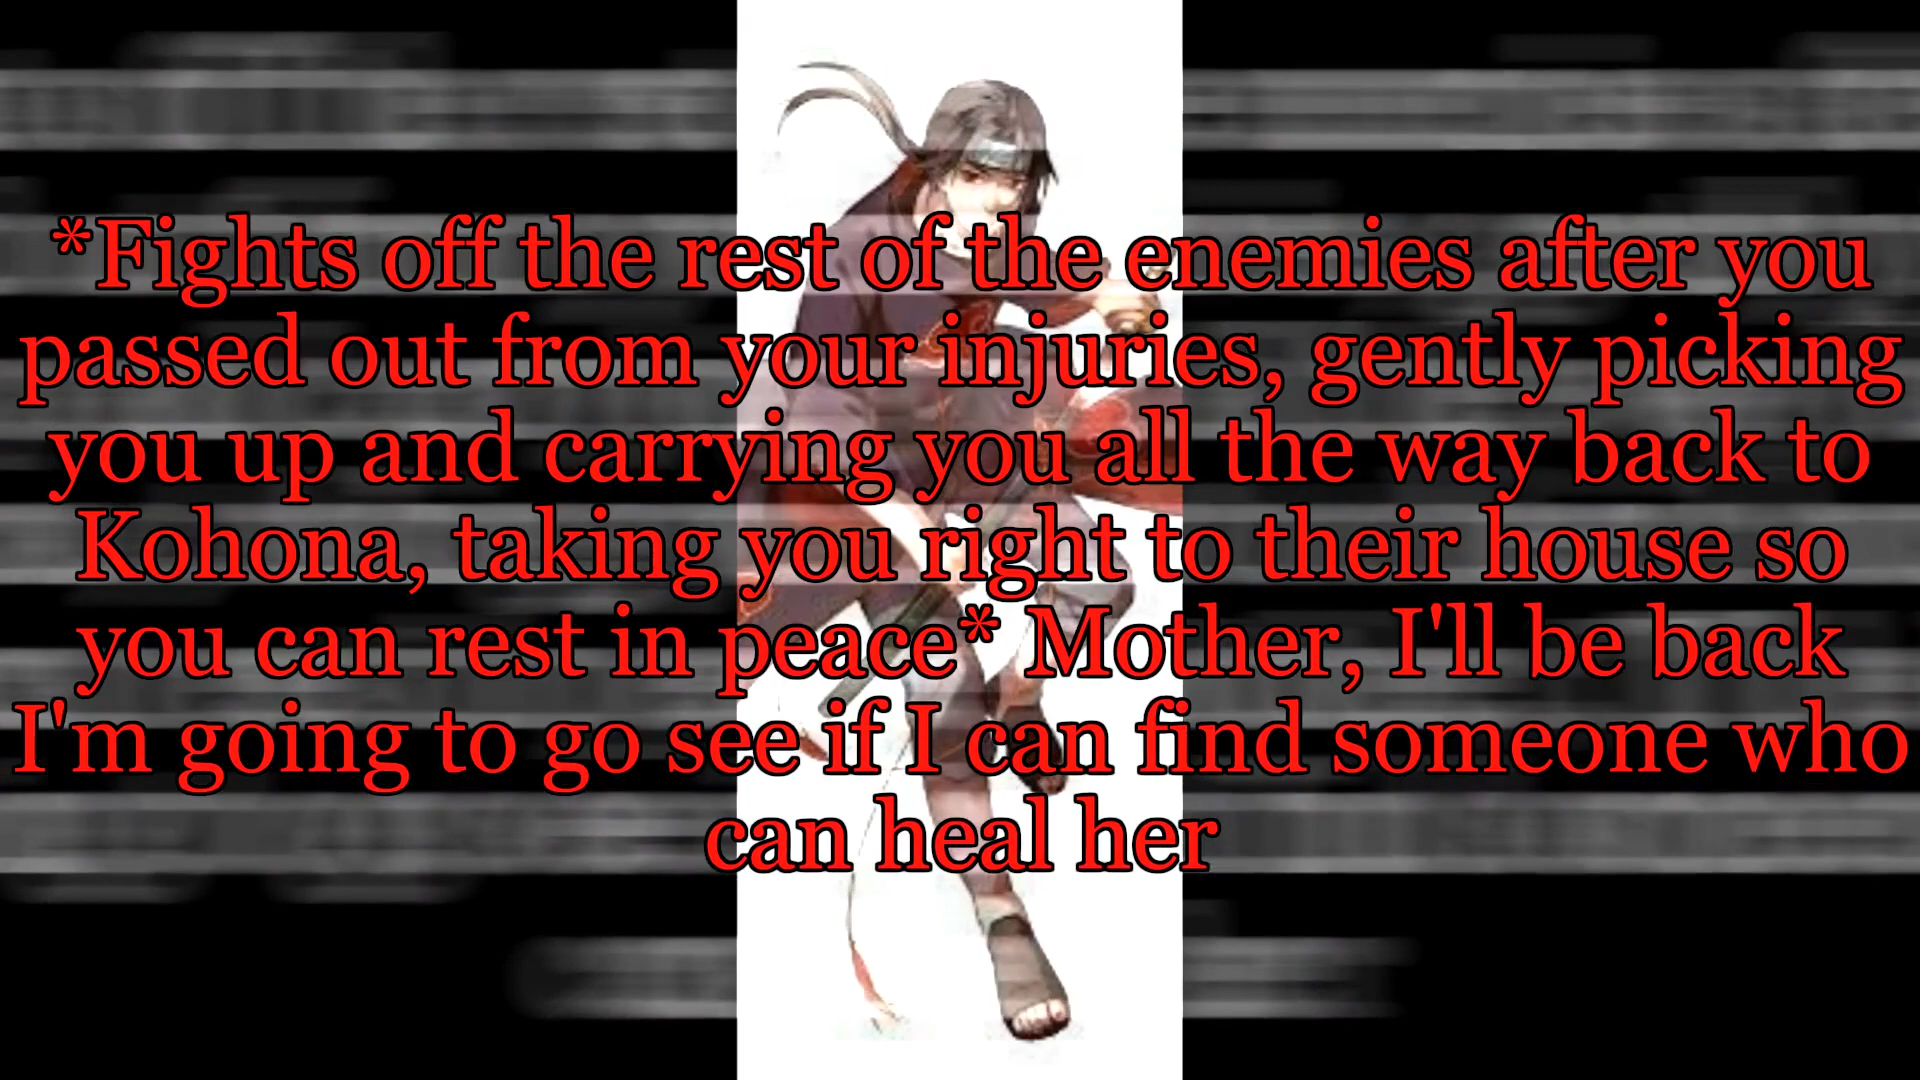 *Fights off the rest of the enemies after you
passed out from your injuries, gently picking
you up and carrying you all the way back to
Kohona, taking you right to their house so
you can rest in peace* Mother, I'll be back
I'm going to go see if I can find someone who
can heal her